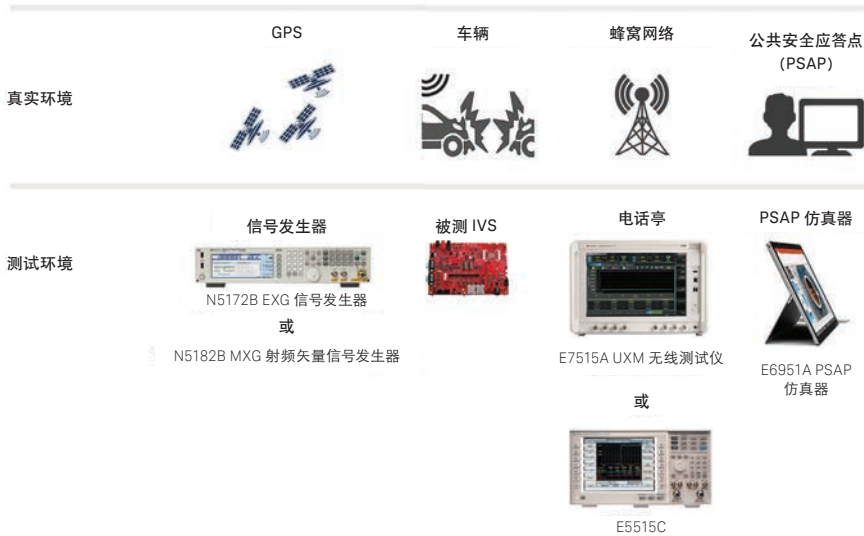 GPS
车辆
蜂窝网络
公共安全应答点
(PSAP)
真实环境
信号发生器
被测 IVS
电话亭
PSAP 仿真器
测试环境
N5172B EXG 信号发生器
或
N5182B MXG 射频矢量信号发生器
E7515A UXM 无线测试仪
E6951A PSAP
仿真器
或
E5515C